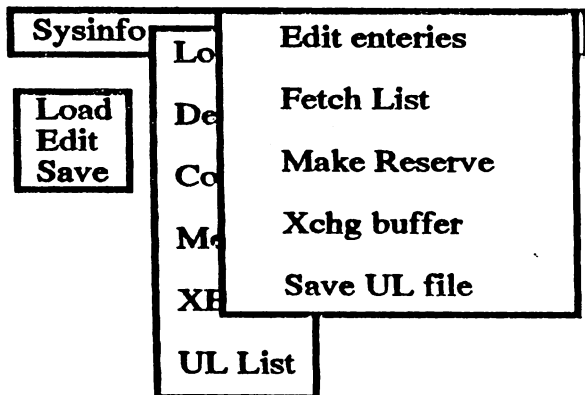 Sysinfo
Load
Edit
Save
Lo
De
Co
Me
XE
UL List
Edit enteries
Fetch List
Make Reserve
Xchg buffer
Save UL file